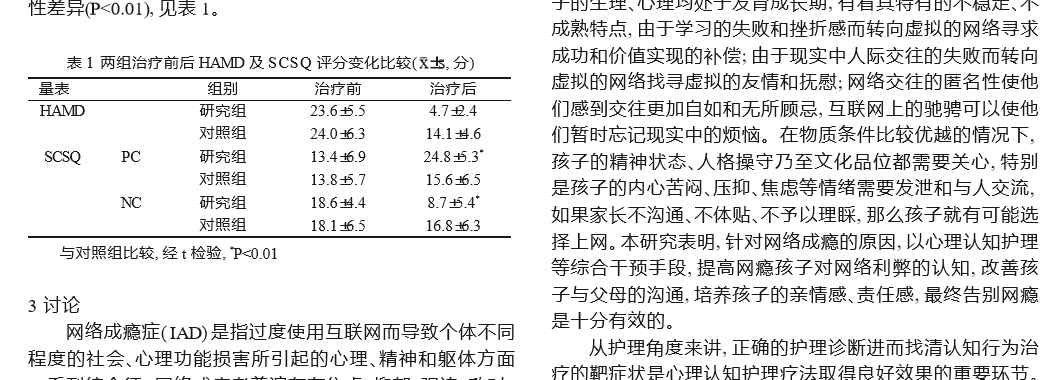 性差异(P<0.01), 见表 1。
表 1 两组治疗前后 HAMD 及 SCSQ 评分变化比较( x̄±s, 分)
量表 组别 治疗前 治疗后
HAMD 研究组 23.6±5.5 4.7±2.4
对照组 24.0±6.3 14.1±4.6
SCSQ PC 研究组 13.4±6.9 24.8±5.3*
对照组 13.8±5.7 15.6±6.5
NC 研究组 18.6±4.4 8.7±5.4*
对照组 18.1±6.5 16.8±6.3
与对照组比较, 经 t 检验, *P<0.01
3 讨论
网络成瘾症( IAD) 是指过度使用互联网而导致个体不同
程度的社会、心理功能损害所引起的心理、精神和躯体方面
子的生理、心理均处于发育成长期, 有着其特有的不稳定、不
成熟特点, 由于学习的失败和挫折感而转向虚拟的网络寻求
成功和价值实现的补偿; 由于现实中人际交往的失败而转向
虚拟的网络找寻虚拟的友情和抚慰; 网络交往的匿名性使他
们感到交往更加自如和无所顾忌, 互联网上的驰骋可以使他
们暂时忘记现实中的烦恼。在物质条件比较优越的情况下,
孩子的精神状态、人格操守乃至文化品位都需要关心, 特别
是孩子的内心苦闷、压抑、焦虑等情绪需要发泄和与人交流,
如果家长不沟通、不体贴、不予以理睬, 那么孩子就有可能选
择上网。本研究表明, 针对网络成瘾的原因, 以心理认知护理
等综合干预手段, 提高网瘾孩子对网络利弊的认知, 改善孩
子与父母的沟通, 培养孩子的亲情感、责任感, 最终告别网瘾
是十分有效的。
从护理角度来讲, 正确的护理诊断进而找清认知行为治
疗的靶症状是心理认知护理疗法取得良好效果的重要环节。